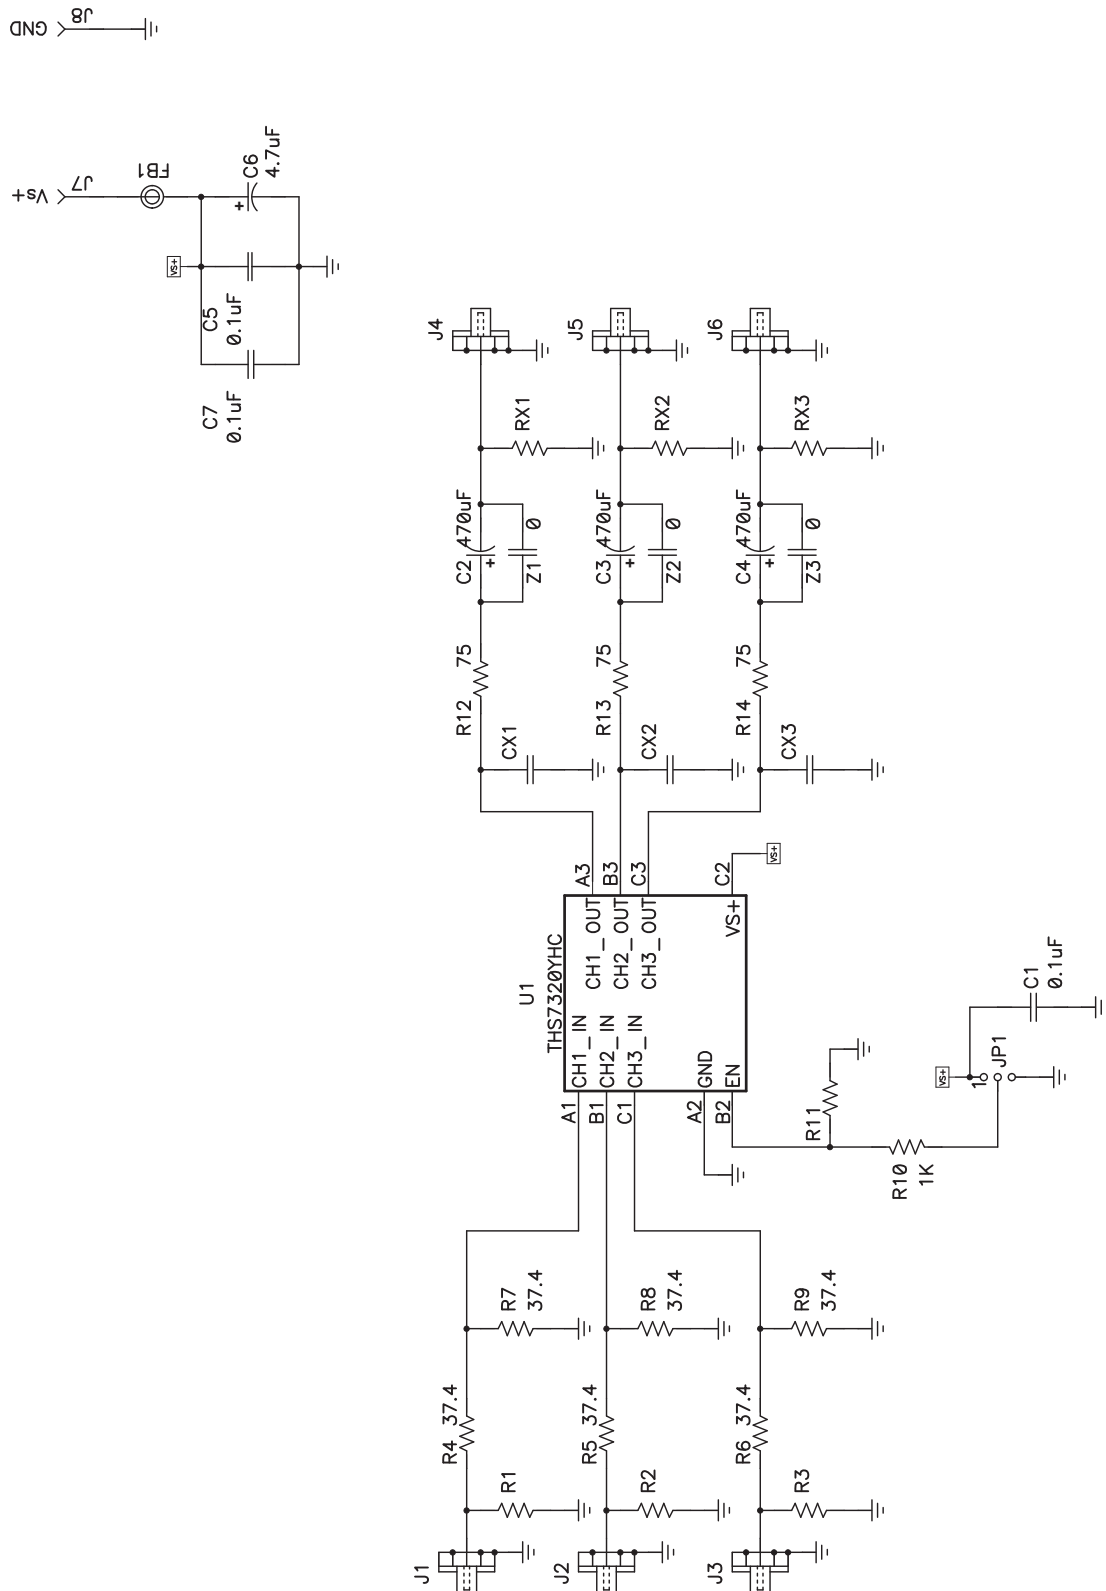 J8
GND
J7
Vs+
FB1
C6
4.7uF
+
VS+
C5
0.1uF
C7
0.1uF
J4
J5
J6
RX1
RX2
RX3
C2
470uF
+
Z1
0
C3
470uF
+
Z2
0
C4
470uF
+
Z3
0
R12
75
R13
75
R14
75
CX1
CX2
CX3
A3
B3
C3
C2
VS+
U1
THS7320YHC
CH1_OUT
CH2_OUT
CH3_OUT
VS+
CH1_IN
CH2_IN
CH3_IN
GND
EN
A1
B1
C1
A2
B2
R11
R10
1K
VS+
1
JP1
C1
0.1uF
R7
37.4
R8
37.4
R9
37.4
R4
37.4
R5
37.4
R6
37.4
R1
R2
R3
J1
J2
J3